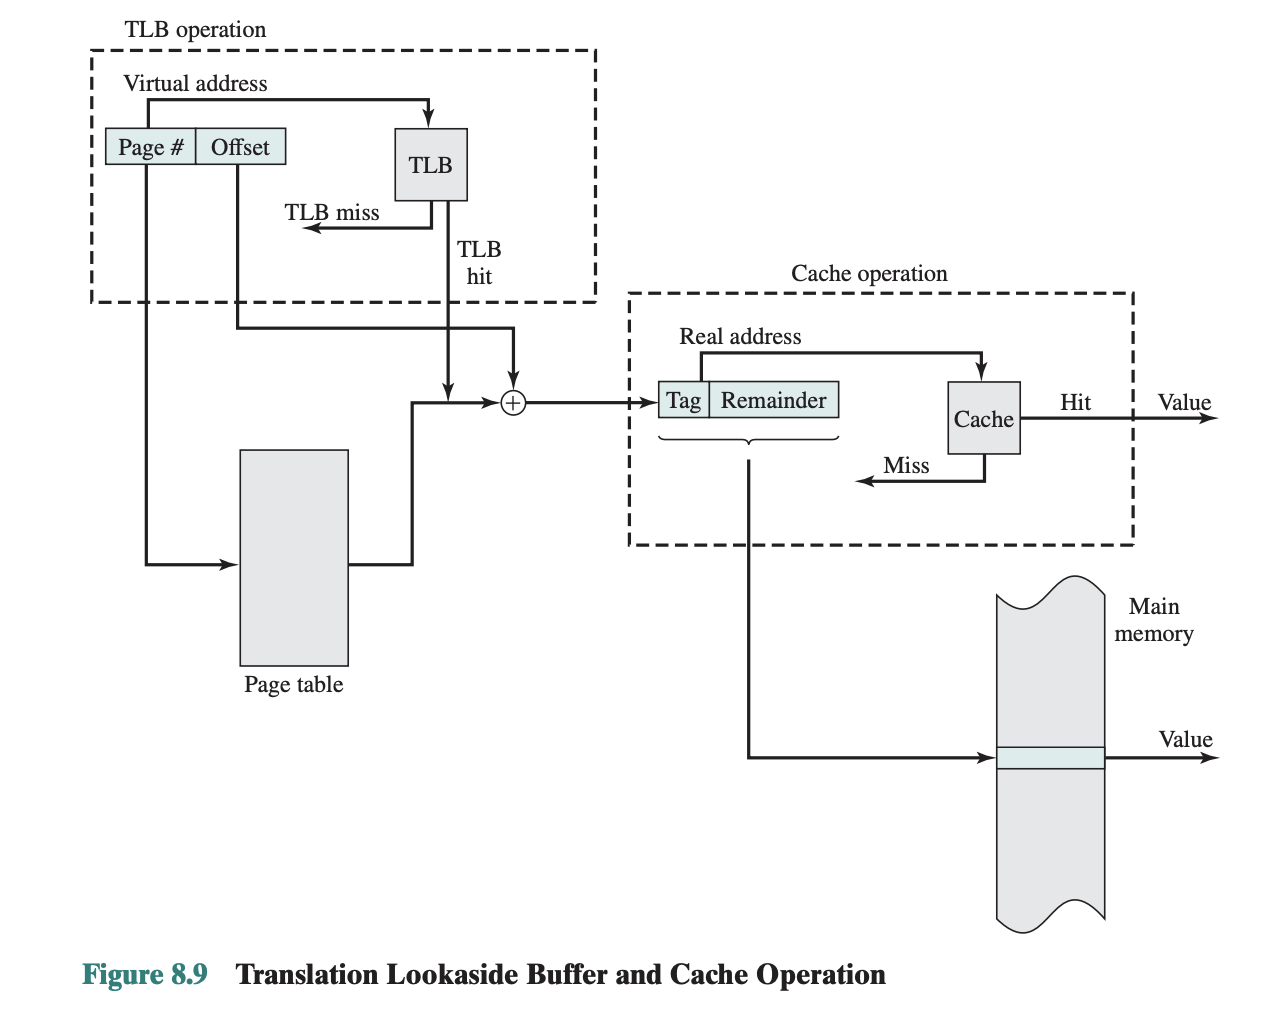 TLB operation
Virtual address
Page #
Offset
TLB
TLB miss
TLB
hit
Cache operation
Real address
Tag
Remainder
Cache
Hit
Value
Miss
Page table
Main
memory
Value
Figure 8.9 Translation Lookaside Buffer and Cache Operation